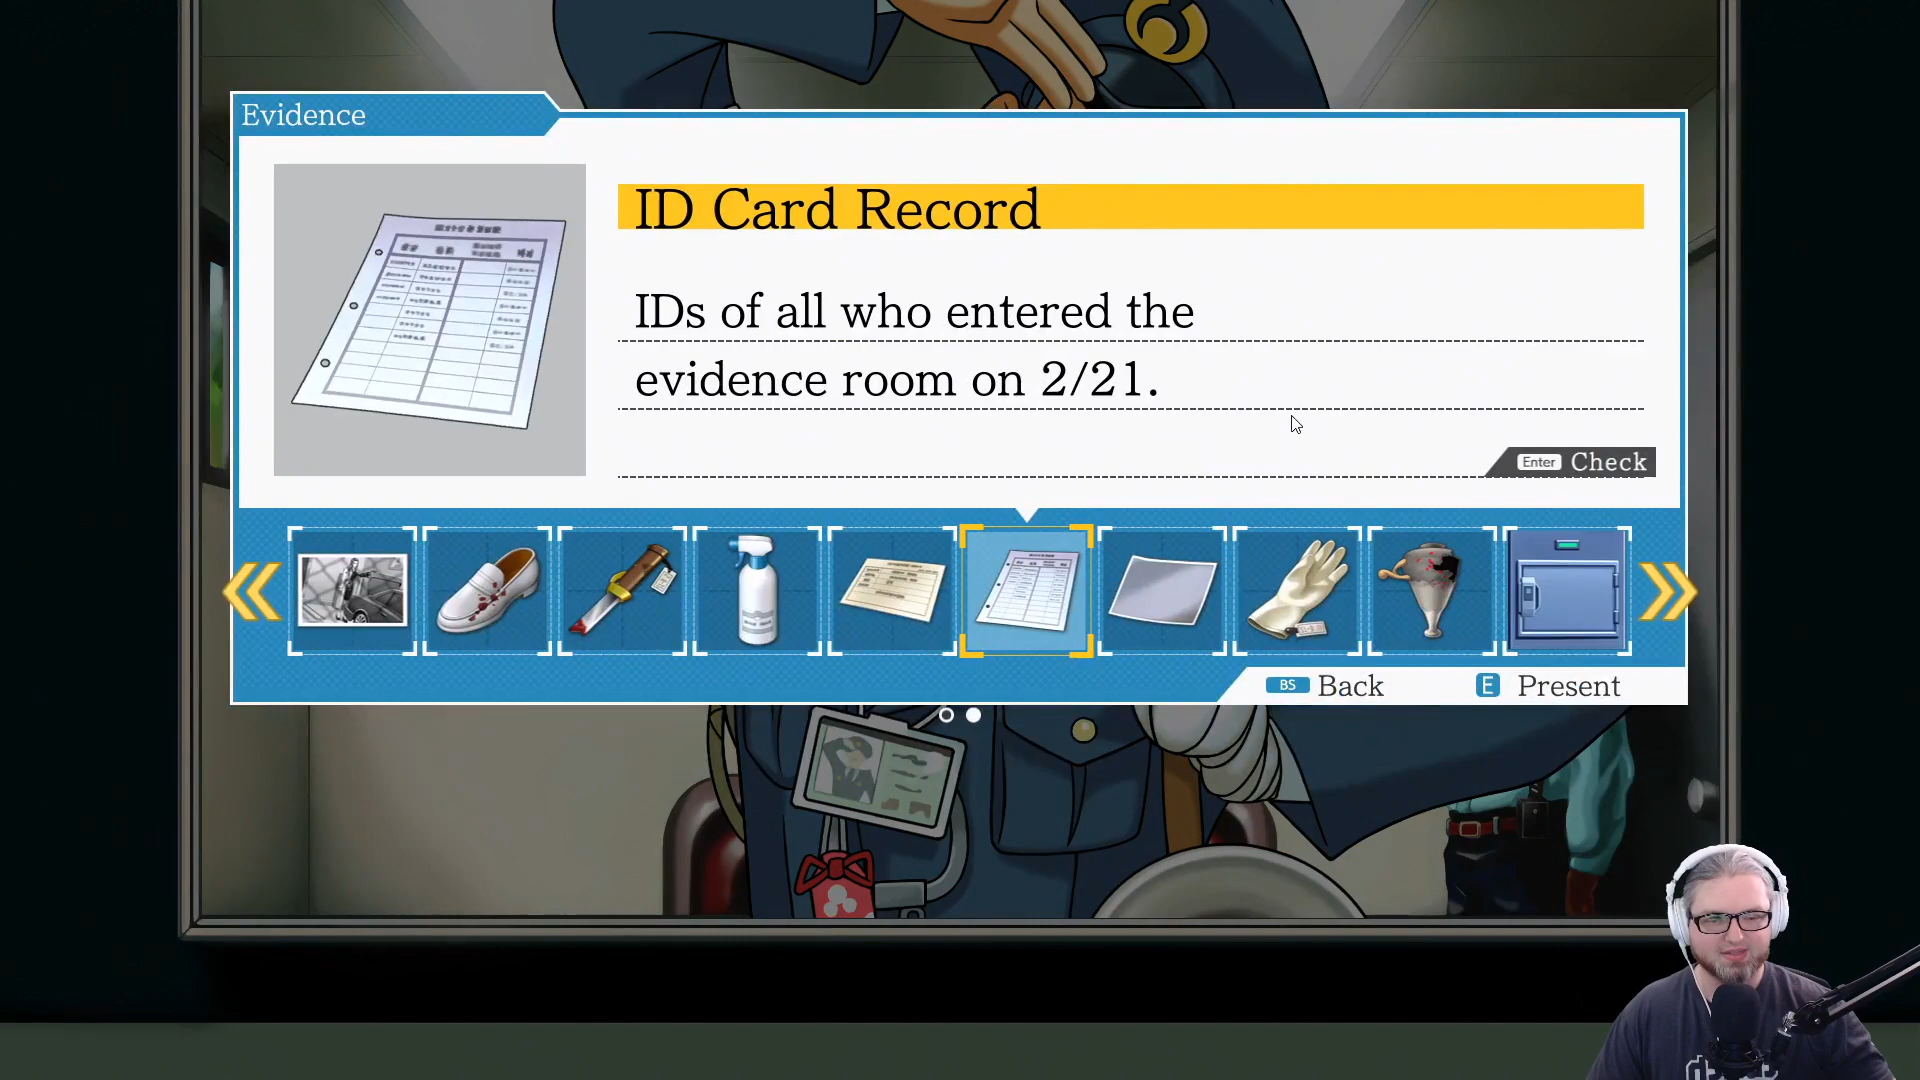 Evidence
ID Card Record
IDs of all who entered the
evidence room on 2/21.
Enter Check
BS Back
E Present